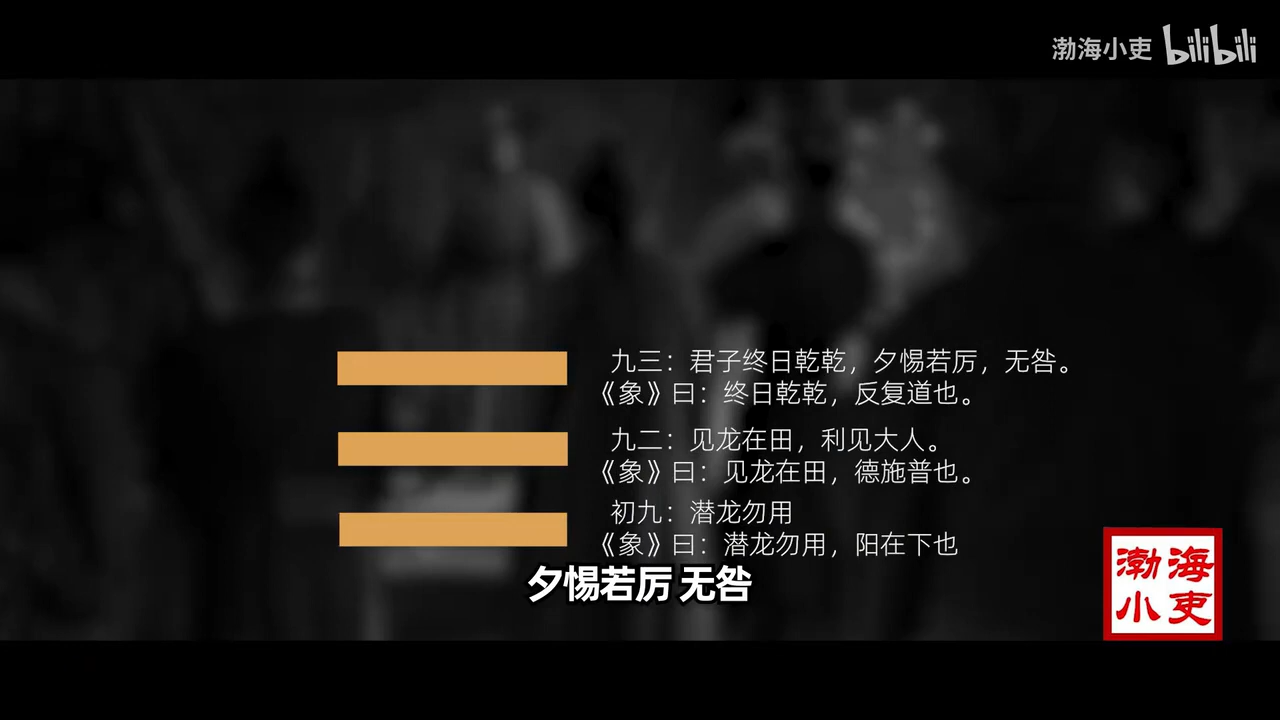 渤海小吏 bilibili
九三：君子终日乾乾，夕惕若厉，无咎。
《象》曰：终日乾乾，反复道也。
九二：见龙在田，利见大人。
《象》曰：见龙在田，德施普也。
初九：潜龙勿用
《象》曰：潜龙勿用，阳在下也
夕惕若厉 无咎
渤海
小吏